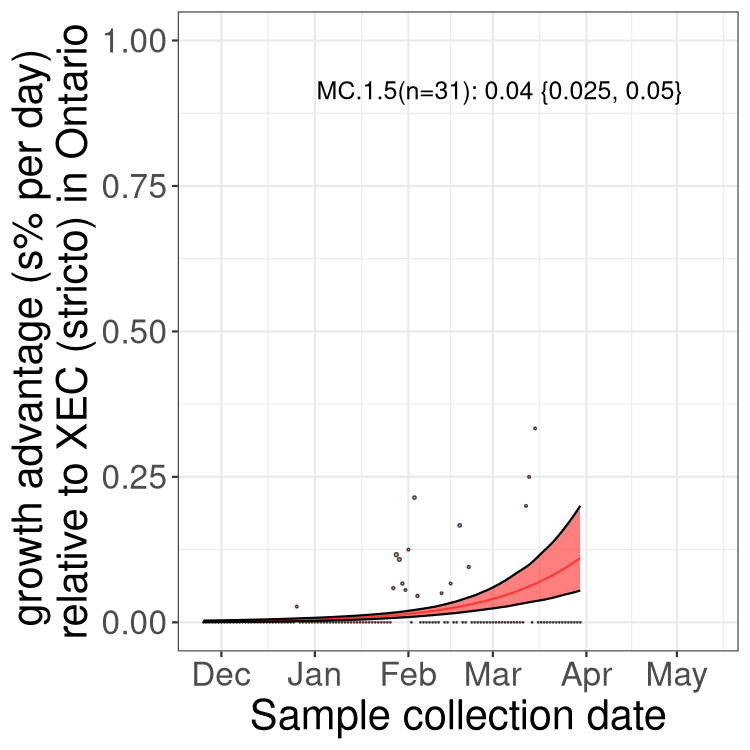 growth advantage (s% per day)
relative to XEC (stricto) in Ontario
1.00
0.75
0.50
0.25
0.00
MC.1.5(n=31): 0.04 {0.025, 0.05}
Dec Jan Feb Mar Apr May
Sample collection date